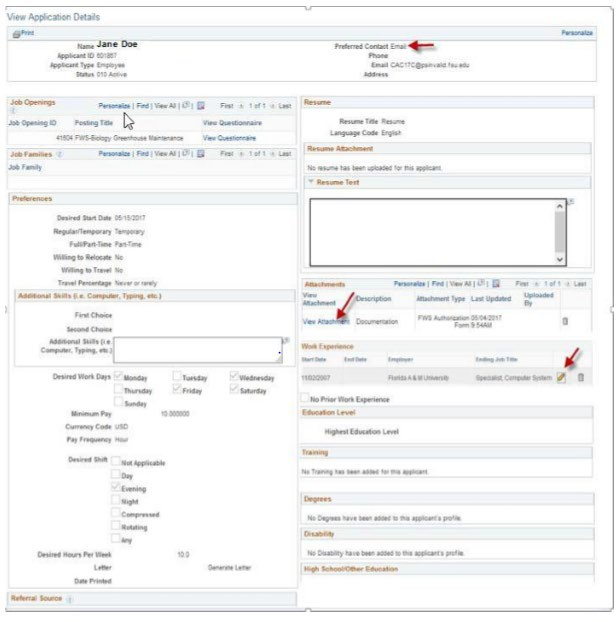 View Application Details
Print
Personalize
Name Jane Doe
Applicant ID 501857
Applicant Type Employee
Status 010 Active
Preferred Contact Email
Phone
Email CAC17C@psinvalid.fsu.edu
Address
Job Openings
Personalize | Find | View All | First 1 of 1 Last
Job Opening ID Posting Title View Questionnaire
41604 FWS-Biology Greenhouse Maintenance View Questionnaire
Job Families
Personalize | Find | View All | First 1 of 1 Last
Job Family
Preferences
Desired Start Date 05/15/2017
Regular/Temporary Temporary
Full/Part-Time Part-Time
Willing to Relocate No
Willing to Travel No
Travel Percentage Never or rarely
Additional Skills (i.e. Computer, Typing, etc.)
First Choice
Second Choice
Additional Skills (i.e.
Computer, Typing, etc.)
Desired Work Days Monday Tuesday Wednesday
Thursday Friday Saturday
Sunday
Minimum Pay 10.000000
Currency Code USD
Pay Frequency Hour
Desired Shift Not Applicable
Day
Evening
Night
Compressed
Rotating
Any
Desired Hours Per Week 10.0
Letter Generate Letter
Date Printed
Referral Source
Resume
Resume Title Resume
Language Code English
Resume Attachment
No resume has been uploaded for this applicant.
Resume Text
Attachments
Personalize | Find | View All | First 1 of 1 Last
View
Attachment Description Attachment Type Last Updated Uploaded
By
View Attachment Documentation FWS Authorization
Form 05/04/2017
9:54AM
Work Experience
Start Date End Date Employer Ending Job Title
11/02/2007 Florida A & M University Specialist, Computer System
No Prior Work Experience
Education Level
Highest Education Level
Training
No Training has been added for this applicant.
Degrees
No Degrees have been added to this applicant's profile.
Disability
No Disability have been added to this applicant's profile.
High School/Other Education